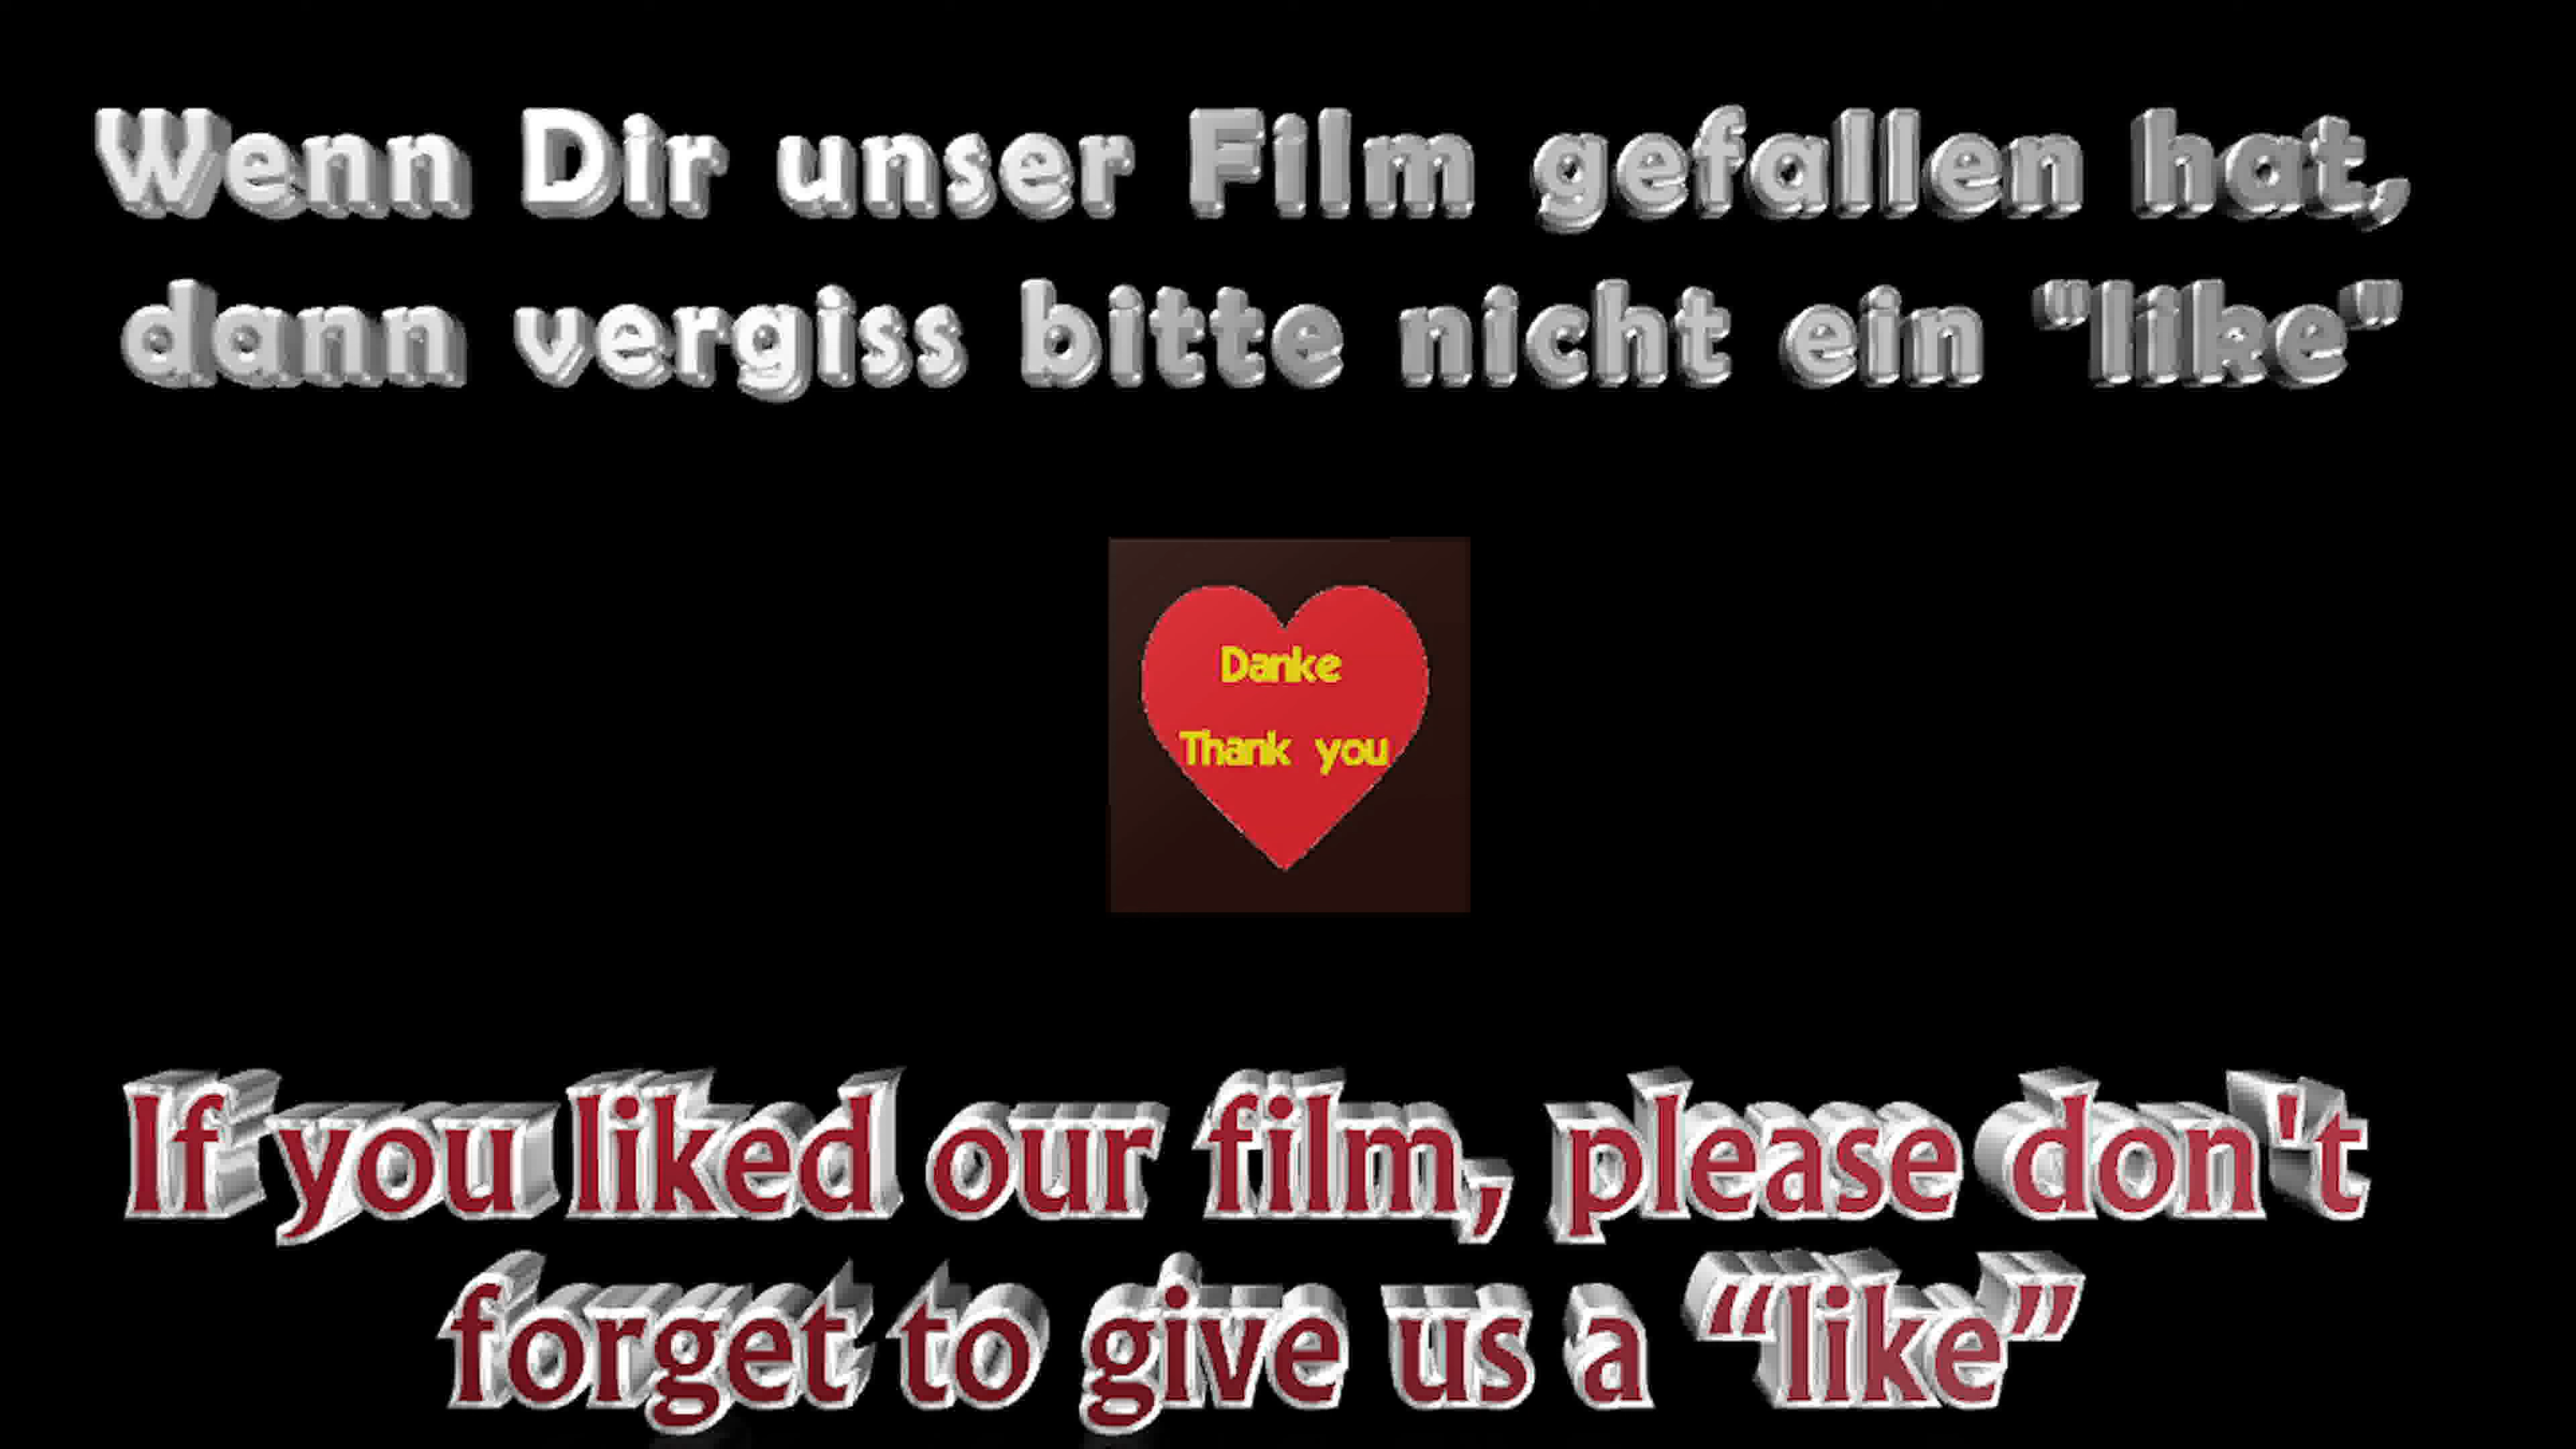 Wenn Dir unser Film gefallen hat,
dann vergiss bitte nicht ein "like"
Danke
Thank you
If you liked our film, please don't
forget to give us a “like”